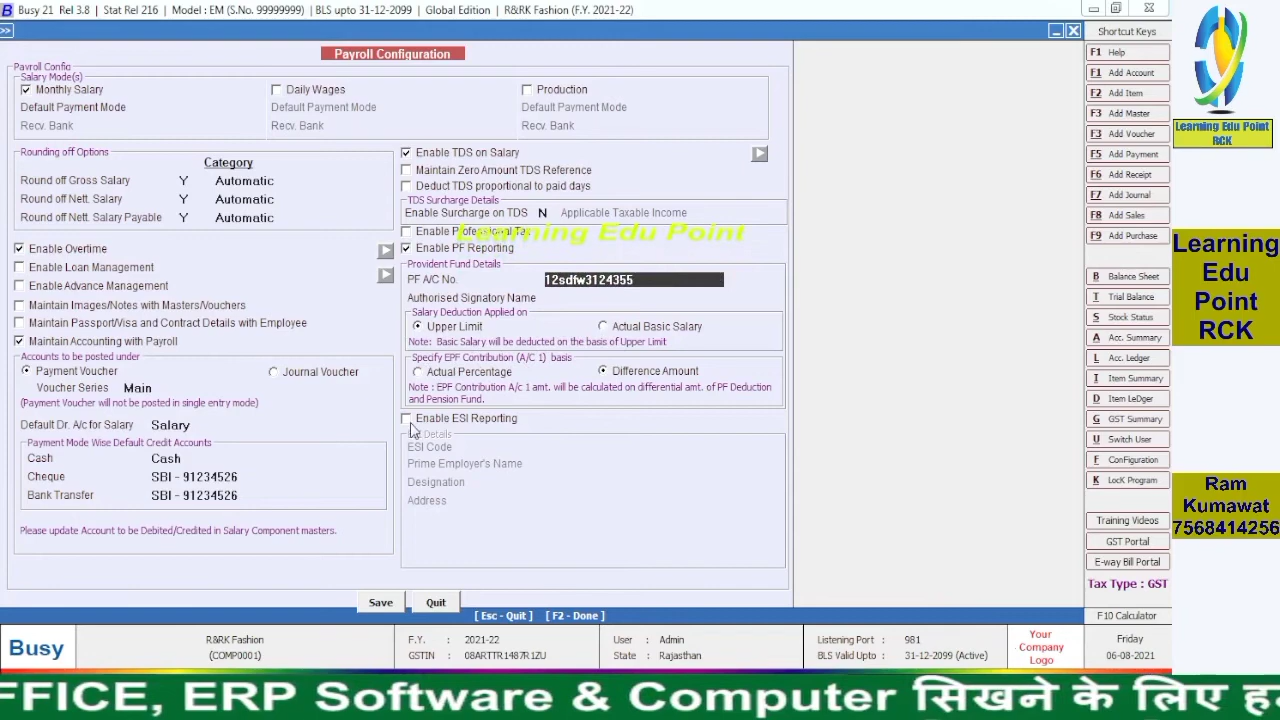 Busy 21 Rel 3.8 | Stat Rel 216 | Model : EM (S.No. 99999999) | BLS upto 31-12-2099 | Global Edition | R&RK Fashion (F.Y. 2021-22)
>>
Payroll Configuration
Payroll Config
Salary Mode(s)
Monthly Salary Daily Wages Production
Default Payment Mode Default Payment Mode Default Payment Mode
Recv. Bank Recv. Bank Recv. Bank
Rounding off Options
Category
Round off Gross Salary Y Automatic
Round off Nett. Salary Y Automatic
Round off Nett. Salary Payable Y Automatic
Enable Overtime
Enable Loan Management
Enable Advance Management
Maintain Images/Notes with Masters/Vouchers
Maintain Passport/Visa and Contract Details with Employee
Maintain Accounting with Payroll
Accounts to be posted under
Payment Voucher Journal Voucher
Voucher Series Main
(Payment Voucher will not be posted in single entry mode)
Default Dr. A/c for Salary Salary
Payment Mode Wise Default Credit Accounts
Cash Cash
Cheque SBI - 91234526
Bank Transfer SBI - 91234526
Please update Account to be Debited/Credited in Salary Component masters.
Enable TDS on Salary
Maintain Zero Amount TDS Reference
Deduct TDS proportional to paid days
TDS Surcharge Details
Enable Surcharge on TDS N Applicable Taxable Income
Enable Professional Tax
Learning Edu Point
Enable PF Reporting
Provident Fund Details
PF A/C No. 12sdfw3124355
Authorised Signatory Name
Salary Deduction Applied on
Upper Limit Actual Basic Salary
Note: Basic Salary will be deducted on the basis of Upper Limit
Specify EPF Contribution (A/C 1) basis
Actual Percentage Difference Amount
Note : EPF Contribution A/c 1 amt. will be calculated on differential amt. of PF Deduction
and Pension Fund.
Enable ESI Reporting
Details
ESI Code
Prime Employer's Name
Designation
Address
Save Quit
[ Esc - Quit ] [ F2 - Done ]
Shortcut Keys
F1 Help
F1 Add Account
F2 Add Item
F3 Add Master
F3 Add Voucher
F5 Add Payment
F6 Add Receipt
F7 Add Journal
F8 Add Sales
F9 Add Purchase
B Balance Sheet
T Trial Balance
S Stock Status
A Acc. Summary
L Acc. Ledger
I Item Summary
D Item LeDger
G GST Summary
U Switch User
F ConFiguration
K LocK Program
Training Videos
GST Portal
E-way Bill Portal
Tax Type : GST
F10 Calculator
Learning Edu Point
RCK
Learning
Edu
Point
RCK
Ram
Kumawat
7568414256
Busy
R&RK Fashion
(COMP0001)
F.Y. : 2021-22
GSTIN : 08ARTTR1487R1ZU
User : Admin
State : Rajasthan
Listening Port : 981
BLS Valid Upto : 31-12-2099 (Active)
Your
Company
Logo
Friday
06-08-2021
FFICE, ERP Software & Computer सिखने के लिए